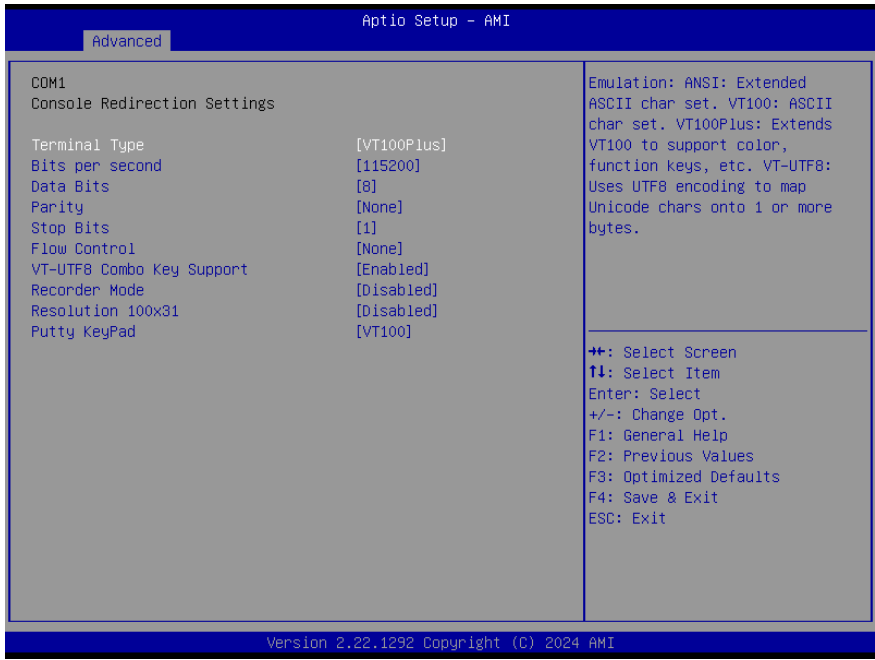 Aptio Setup – AMI
Advanced
COM1
Console Redirection Settings
Terminal Type [VT100Plus]
Bits per second [115200]
Data Bits [8]
Parity [None]
Stop Bits [1]
Flow Control [None]
VT-UTF8 Combo Key Support [Enabled]
Recorder Mode [Disabled]
Resolution 100x31 [Disabled]
Putty KeyPad [VT100]
Emulation: ANSI: Extended
ASCII char set. VT100: ASCII
char set. VT100Plus: Extends
VT100 to support color,
function keys, etc. VT-UTF8:
Uses UTF8 encoding to map
Unicode chars onto 1 or more
bytes.
→←: Select Screen
↑↓: Select Item
Enter: Select
+/-: Change Opt.
F1: General Help
F2: Previous Values
F3: Optimized Defaults
F4: Save & Exit
ESC: Exit
Version 2.22.1292 Copyright (C) 2024 AMI